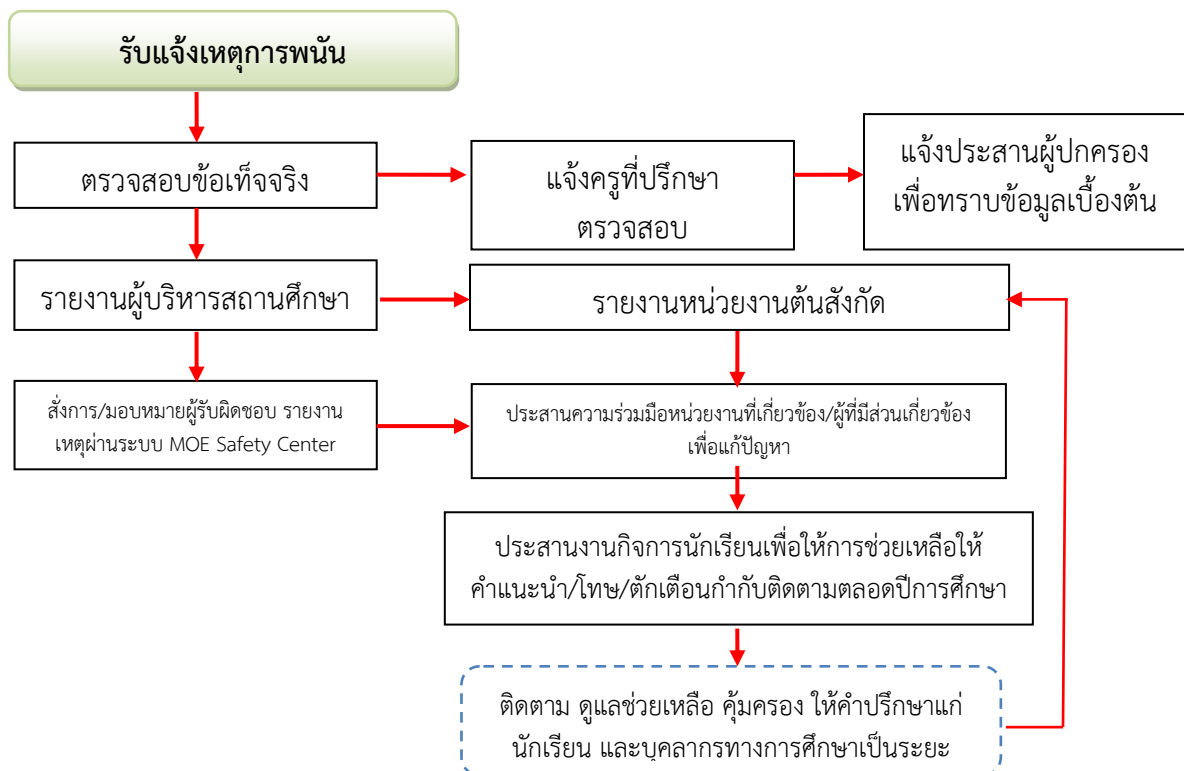 รับแจ้งเหตุการพนัน
ตรวจสอบข้อเท็จจริง
แจ้งครูที่ปรึกษา
ตรวจสอบ
แจ้งประสานผู้ปกครอง
เพื่อทราบข้อมูลเบื้องต้น
รายงานผู้บริหารสถานศึกษา
รายงานหน่วยงานต้นสังกัด
สั่งการ/มอบหมายผู้รับผิดชอบ รายงาน
เหตุผ่านระบบ MOE Safety Center
ประสานความร่วมมือหน่วยงานที่เกี่ยวข้อง/ผู้ที่มีส่วนเกี่ยวข้อง
เพื่อแก้ปัญหา
ประสานงานกิจการนักเรียนเพื่อให้การช่วยเหลือให้
คำแนะนำ/โทษ/ตักเตือนกำกับติดตามตลอดปีการศึกษา
ติดตาม ดูแลช่วยเหลือ คุ้มครอง ให้คำปรึกษาแก่
นักเรียน และบุคลากรทางการศึกษาเป็นระยะ